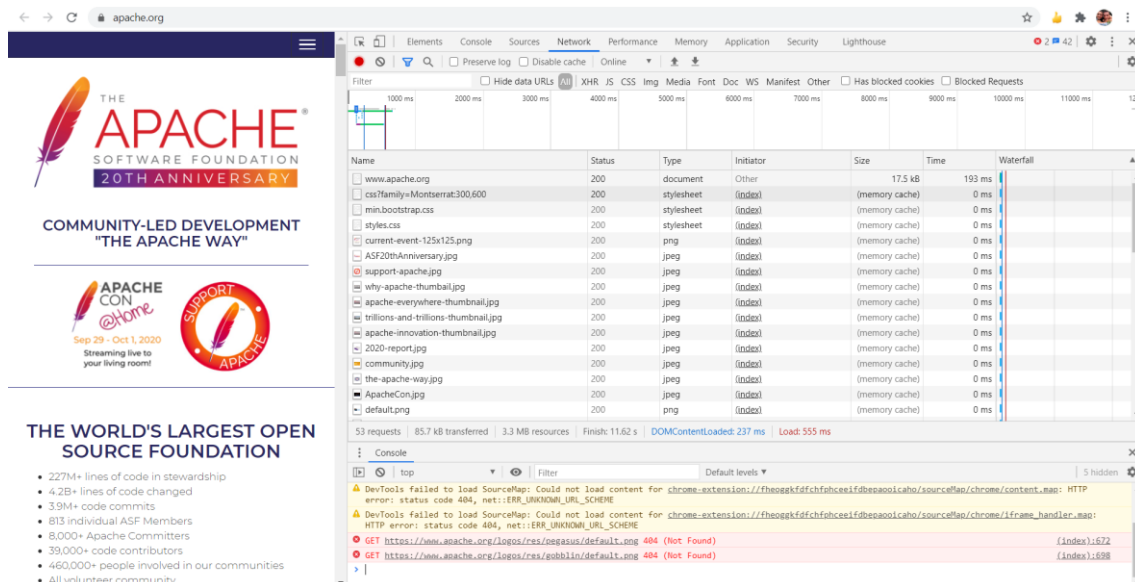 apache.org
THE
APACHE®
SOFTWARE FOUNDATION
20TH ANNIVERSARY
COMMUNITY-LED DEVELOPMENT
"THE APACHE WAY"
APACHE
CON
@Home
Sep 29 - Oct 1, 2020
Streaming live to
your living room!
SUPPORT
APACHE
THE WORLD'S LARGEST OPEN
SOURCE FOUNDATION
227M+ lines of code in stewardship
4.2B+ lines of code changed
3.9M+ code commits
813 individual ASF Members
8,000+ Apache Committers
39,000+ code contributors
460,000+ people involved in our communities
All volunteer community
Elements Console Sources Network Performance Memory Application Security Lighthouse 2 42
Preserve log Disable cache Online
Filter Hide data URLs All XHR JS CSS Img Media Font Doc WS Manifest Other Has blocked cookies Blocked Requests
1000 ms 2000 ms 3000 ms 4000 ms 5000 ms 6000 ms 7000 ms 8000 ms 9000 ms 10000 ms 11000 ms 12
Name Status Type Initiator Size Time Waterfall
www.apache.org 200 document Other 17.5 kB 193 ms
css?family=Montserrat:300,600 200 stylesheet (index) (memory cache) 0 ms
min.bootstrap.css 200 stylesheet (index) (memory cache) 0 ms
styles.css 200 stylesheet (index) (memory cache) 0 ms
current-event-125x125.png 200 png (index) (memory cache) 0 ms
ASF20thAnniversary.jpg 200 jpeg (index) (memory cache) 0 ms
support-apache.jpg 200 jpeg (index) (memory cache) 0 ms
why-apache-thumbail.jpg 200 jpeg (index) (memory cache) 0 ms
apache-everywhere-thumbnail.jpg 200 jpeg (index) (memory cache) 0 ms
trillions-and-trillions-thumbnail.jpg 200 jpeg (index) (memory cache) 0 ms
apache-innovation-thumbnail.jpg 200 jpeg (index) (memory cache) 0 ms
2020-report.jpg 200 jpeg (index) (memory cache) 0 ms
community.jpg 200 jpeg (index) (memory cache) 0 ms
the-apache-way.jpg 200 jpeg (index) (memory cache) 0 ms
ApacheCon.jpg 200 jpeg (index) (memory cache) 0 ms
default.png 200 png (index) (memory cache) 0 ms
53 requests 85.7 kB transferred 3.3 MB resources Finish: 11.62 s DOMContentLoaded: 237 ms Load: 555 ms
Console
top Filter Default levels 5 hidden
DevTools failed to load SourceMap: Could not load content for chrome-extension://fheoggkfdfchfphceeifdbepaooicaho/sourceMap/chrome/content.map: HTTP
error: status code 404, net::ERR_UNKNOWN_URL_SCHEME
DevTools failed to load SourceMap: Could not load content for chrome-extension://fheoggkfdfchfphceeifdbepaooicaho/sourceMap/chrome/iframe_handler.map:
HTTP error: status code 404, net::ERR_UNKNOWN_URL_SCHEME
GET https://www.apache.org/logos/res/pegasus/default.png 404 (Not Found) (index):672
GET https://www.apache.org/logos/res/gobblin/default.png 404 (Not Found) (index):698